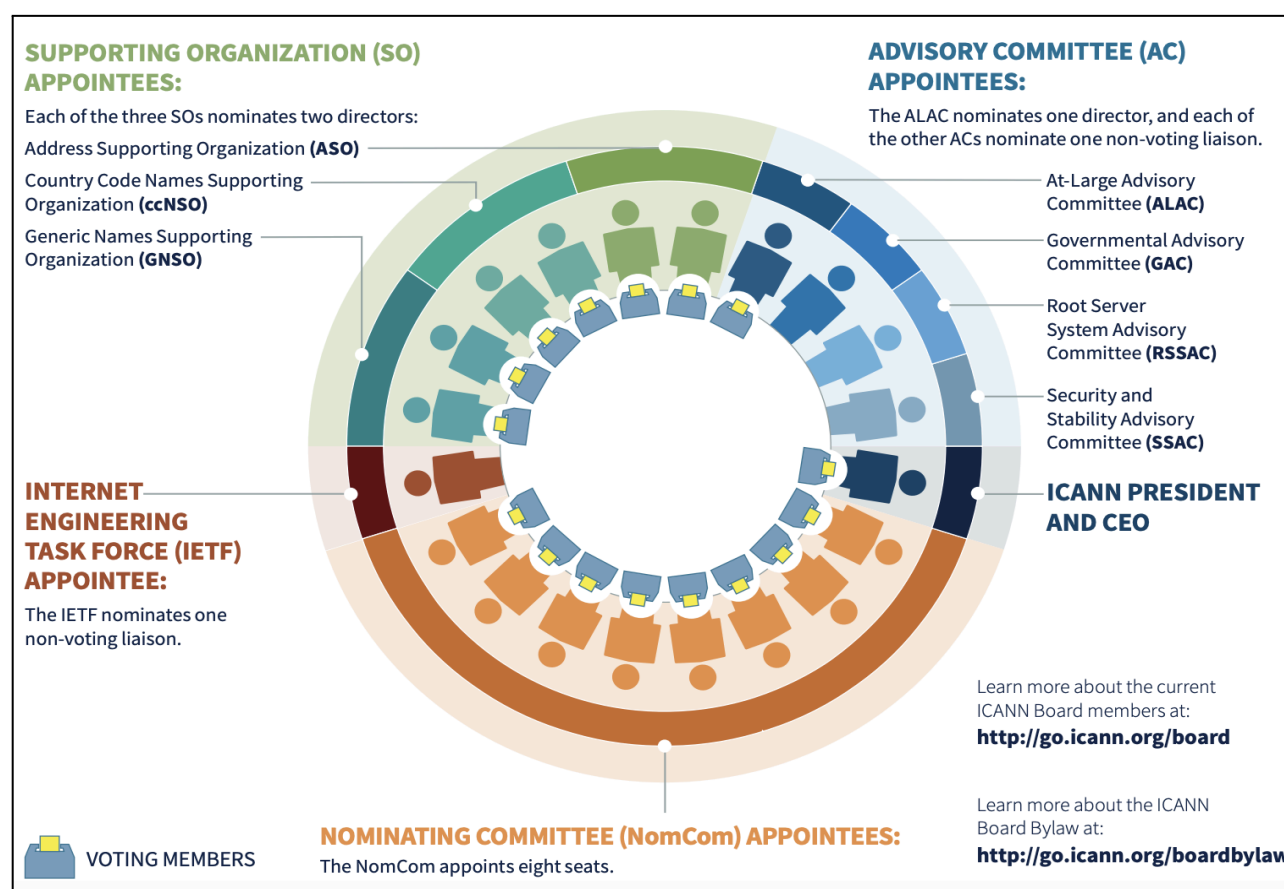 SUPPORTING ORGANIZATION (SO)
APPOINTEES:
Each of the three SOs nominates two directors:
Address Supporting Organization (ASO)
Country Code Names Supporting
Organization (ccNSO)
Generic Names Supporting
Organization (GNSO)
ADVISORY COMMITTEE (AC)
APPOINTEES:
The ALAC nominates one director, and each of
the other ACs nominate one non-voting liaison.
At-Large Advisory
Committee (ALAC)
Governmental Advisory
Committee (GAC)
Root Server
System Advisory
Committee (RSSAC)
Security and
Stability Advisory
Committee (SSAC)
INTERNET
ENGINEERING
TASK FORCE (IETF)
APPOINTEE:
The IETF nominates one
non-voting liaison.
ICANN PRESIDENT
AND CEO
Learn more about the current
ICANN Board members at:
http://go.icann.org/board
Learn more about the ICANN
Board Bylaw at:
http://go.icann.org/boardbylaw
NOMINATING COMMITTEE (NomCom) APPOINTEES:
The NomCom appoints eight seats.
VOTING MEMBERS